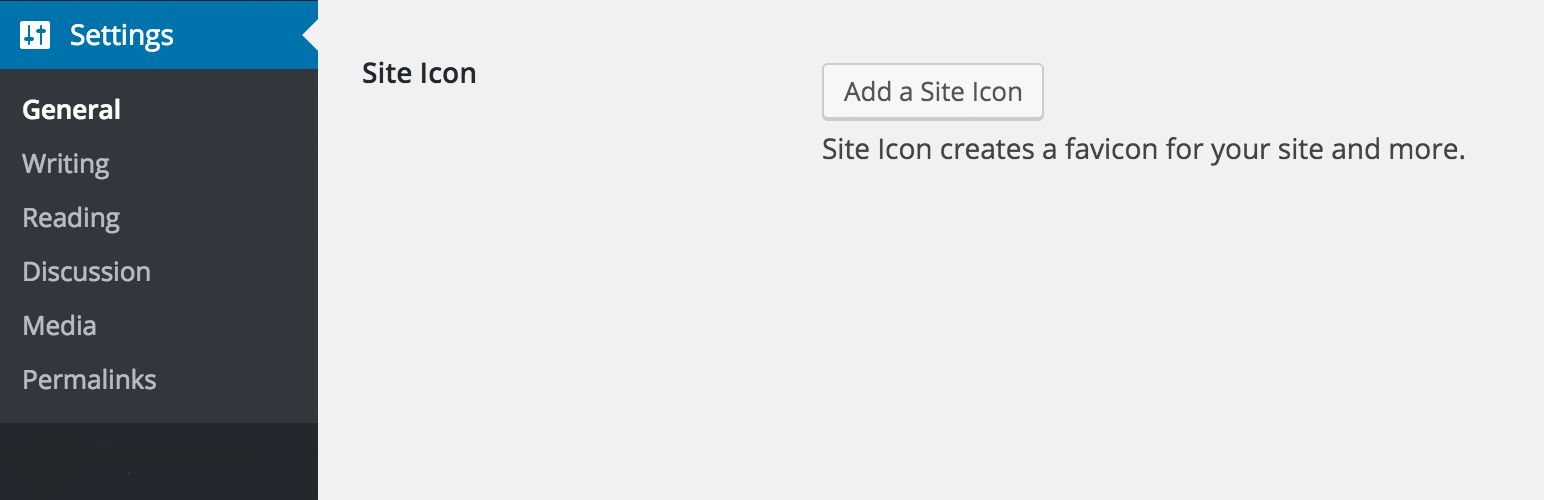 Settings
General
Writing
Reading
Discussion
Media
Permalinks
Site Icon
Add a Site Icon
Site Icon creates a favicon for your site and more.